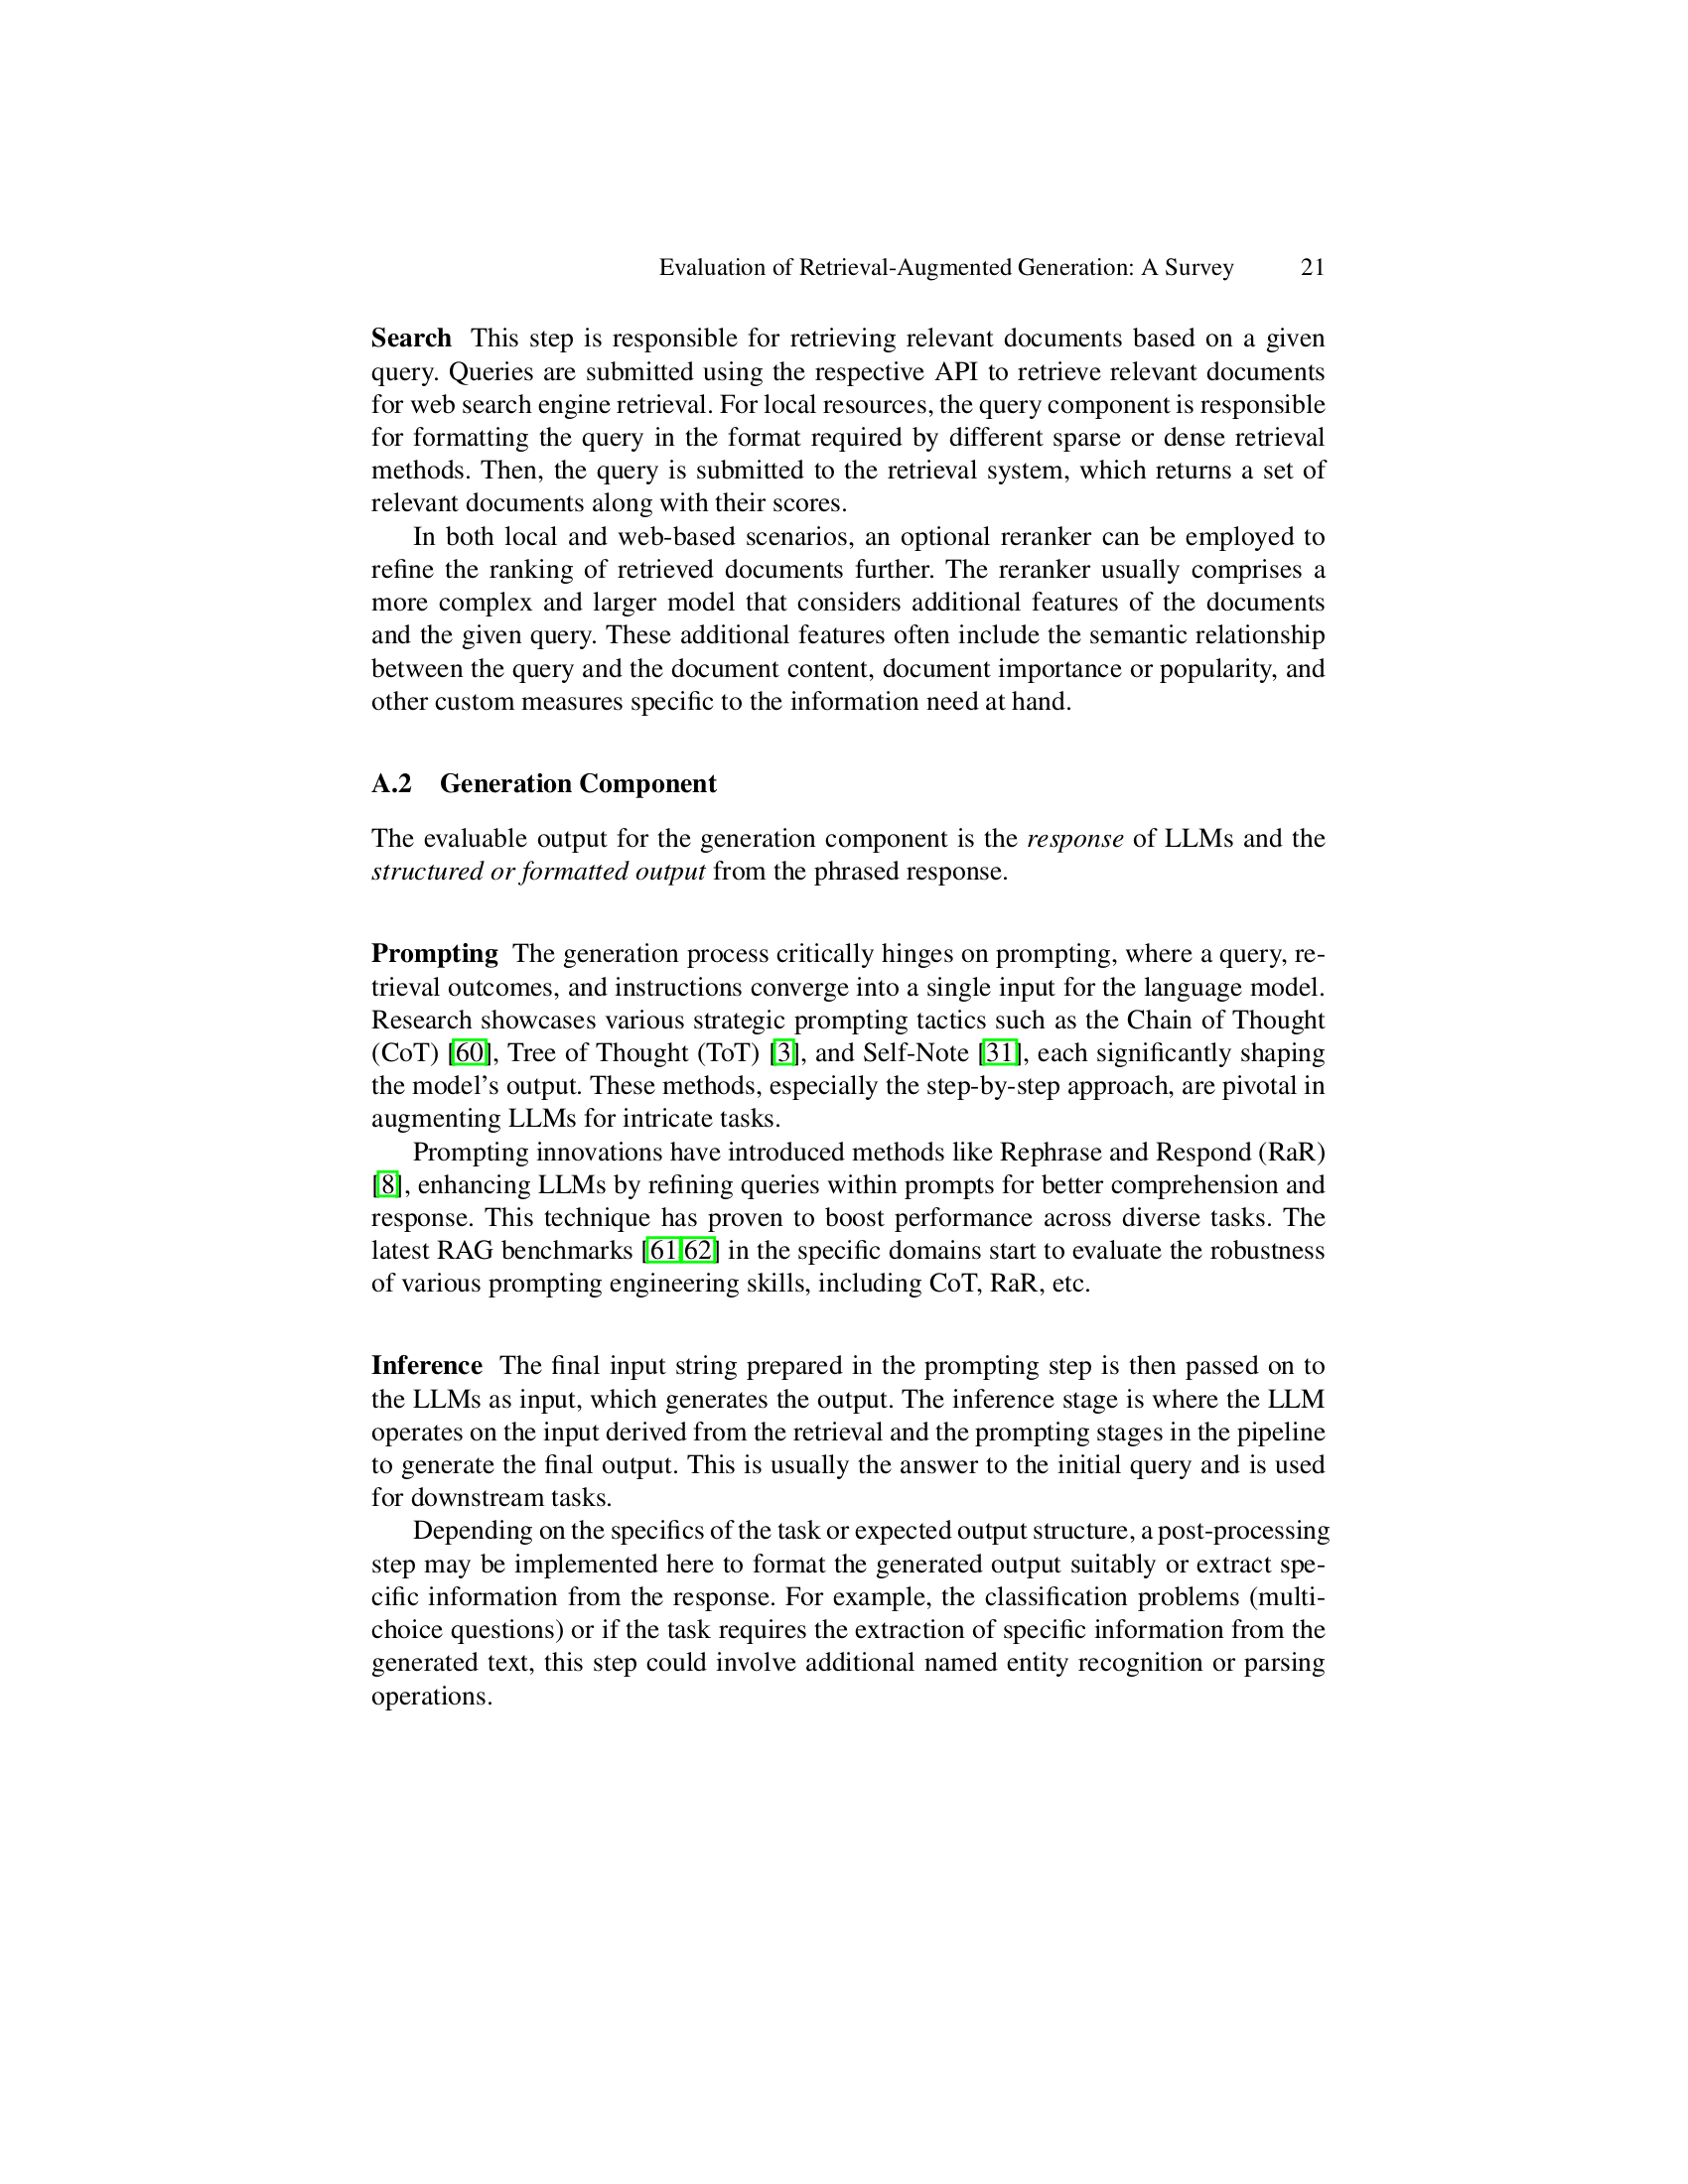 Evaluation of Retrieval-Augmented Generation: A Survey 21
Search This step is responsible for retrieving relevant documents based on a given
query. Queries are submitted using the respective API to retrieve relevant documents
for web search engine retrieval. For local resources, the query component is responsible
for formatting the query in the format required by different sparse or dense retrieval
methods. Then, the query is submitted to the retrieval system, which returns a set of
relevant documents along with their scores.
In both local and web-based scenarios, an optional reranker can be employed to
refine the ranking of retrieved documents further. The reranker usually comprises a
more complex and larger model that considers additional features of the documents
and the given query. These additional features often include the semantic relationship
between the query and the document content, document importance or popularity, and
other custom measures specific to the information need at hand.
A.2 Generation Component
The evaluable output for the generation component is the response of LLMs and the
structured or formatted output from the phrased response.
Prompting The generation process critically hinges on prompting, where a query, re-
trieval outcomes, and instructions converge into a single input for the language model.
Research showcases various strategic prompting tactics such as the Chain of Thought
(CoT) [60], Tree of Thought (ToT) [3], and Self-Note [31], each significantly shaping
the model's output. These methods, especially the step-by-step approach, are pivotal in
augmenting LLMs for intricate tasks.
Prompting innovations have introduced methods like Rephrase and Respond (RaR)
[8], enhancing LLMs by refining queries within prompts for better comprehension and
response. This technique has proven to boost performance across diverse tasks. The
latest RAG benchmarks [61,62] in the specific domains start to evaluate the robustness
of various prompting engineering skills, including CoT, RaR, etc.
Inference The final input string prepared in the prompting step is then passed on to
the LLMs as input, which generates the output. The inference stage is where the LLM
operates on the input derived from the retrieval and the prompting stages in the pipeline
to generate the final output. This is usually the answer to the initial query and is used
for downstream tasks.
Depending on the specifics of the task or expected output structure, a post-processing
step may be implemented here to format the generated output suitably or extract spe-
cific information from the response. For example, the classification problems (multi-
choice questions) or if the task requires the extraction of specific information from the
generated text, this step could involve additional named entity recognition or parsing
operations.